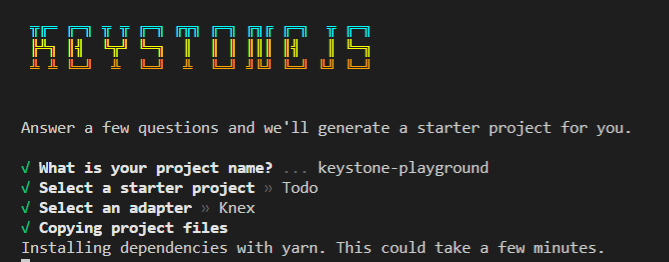 KEYSTONEJS
Answer a few questions and we'll generate a starter project for you.
√ What is your project name? ... keystone-playground
√ Select a starter project » Todo
√ Select an adapter » Knex
√ Copying project files
Installing dependencies with yarn. This could take a few minutes.